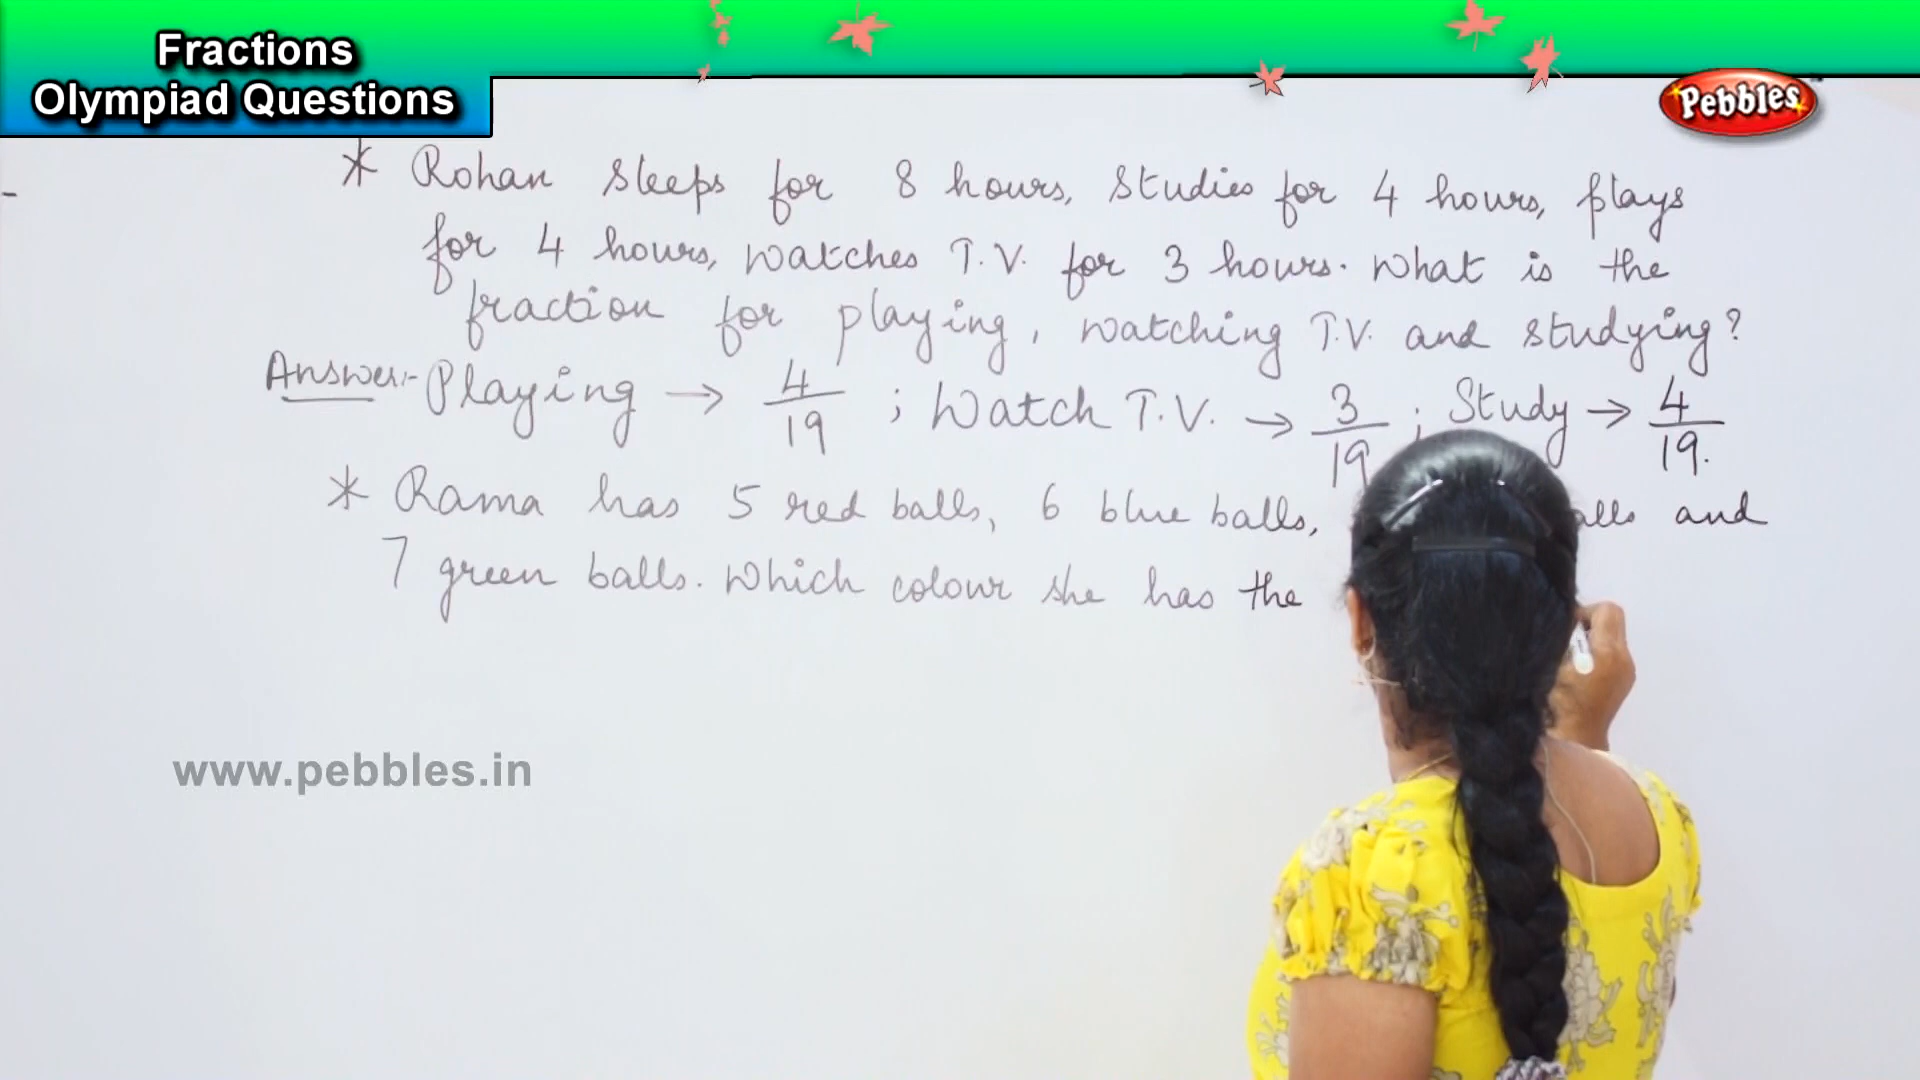 Fractions
Olympiad Questions
Pebbles
* Rohan sleeps for 8 hours, studies for 4 hours, plays
for 4 hours, watches T.V. for 3 hours. What is the
fraction for playing, watching T.V. and studying?
Answer:- Playing → 4/19 ; Watch T.V. → 3/19 ; Study → 4/19.
* Rama has 5 red balls, 6 blue balls, and
7 green balls. Which colour she has the
www.pebbles.in